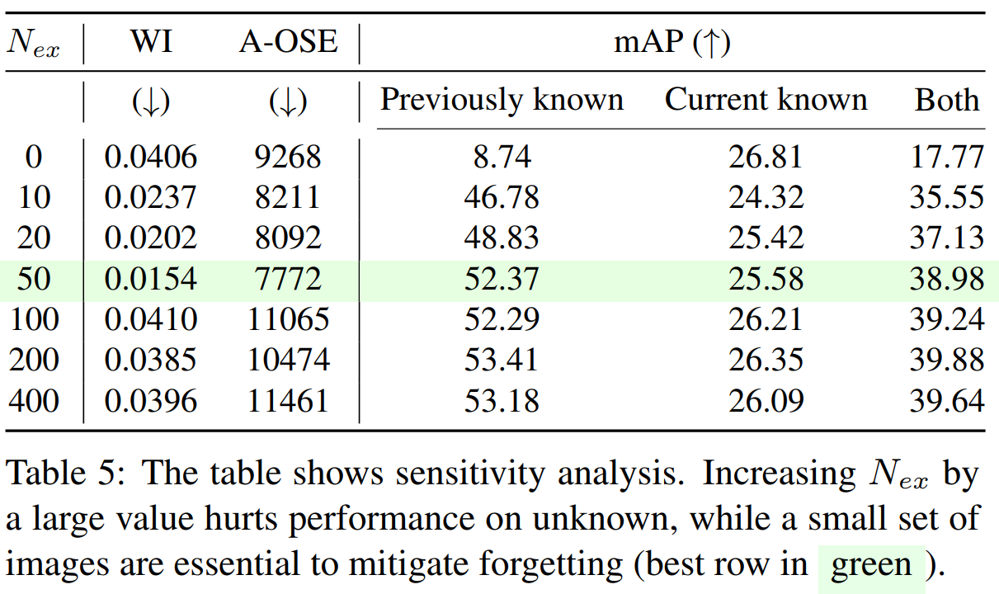 N_ex WI A-OSE mAP (↑)
(↓) (↓) Previously known Current known Both
0 0.0406 9268 8.74 26.81 17.77
10 0.0237 8211 46.78 24.32 35.55
20 0.0202 8092 48.83 25.42 37.13
50 0.0154 7772 52.37 25.58 38.98
100 0.0410 11065 52.29 26.21 39.24
200 0.0385 10474 53.41 26.35 39.88
400 0.0396 11461 53.18 26.09 39.64
Table 5: The table shows sensitivity analysis. Increasing N_ex by
a large value hurts performance on unknown, while a small set of
images are essential to mitigate forgetting (best row in green ).